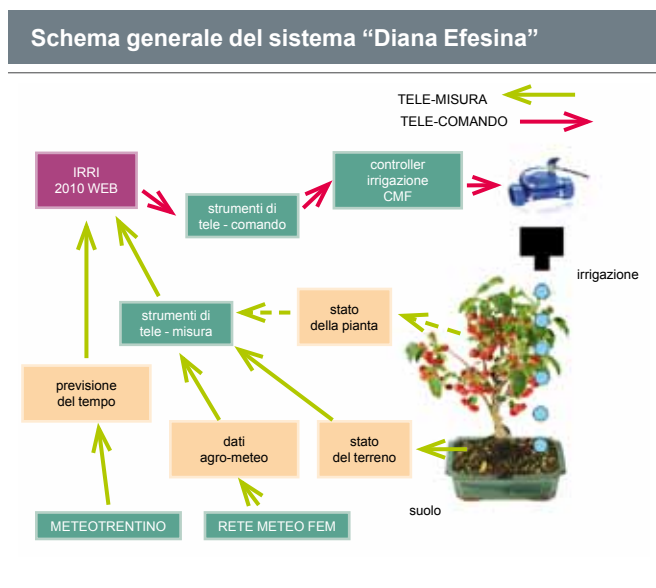 Schema generale del sistema “Diana Efesina”
TELE-MISURA
TELE-COMANDO
IRRI
2010 WEB
strumenti di
tele - comando
controller
irrigazione
CMF
irrigazione
strumenti di
tele - misura
stato
della pianta
previsione
del tempo
dati
agro-meteo
stato
del terreno
suolo
METEOTRENTINO
RETE METEO FEM